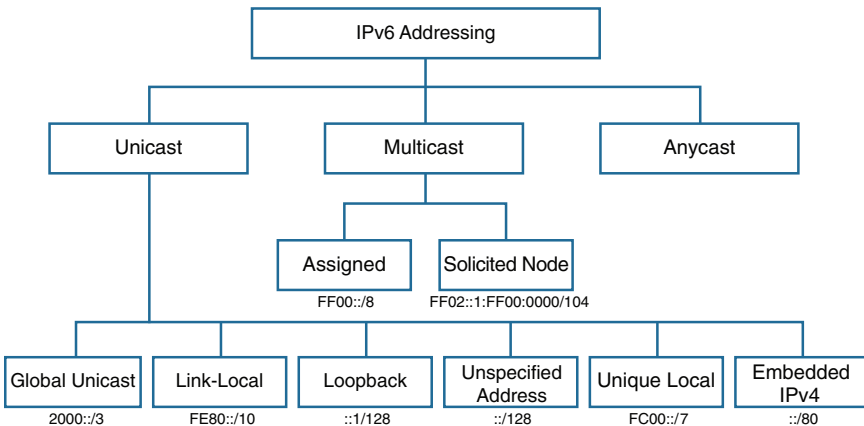 IPv6 Addressing
Unicast
Multicast
Anycast
Assigned
Solicited Node
FF00::/8
FF02::1:FF00:0000/104
Global Unicast
Link-Local
Loopback
Unspecified
Address
Unique Local
Embedded
IPv4
2000::/3
FE80::/10
::1/128
::/128
FC00::/7
::/80